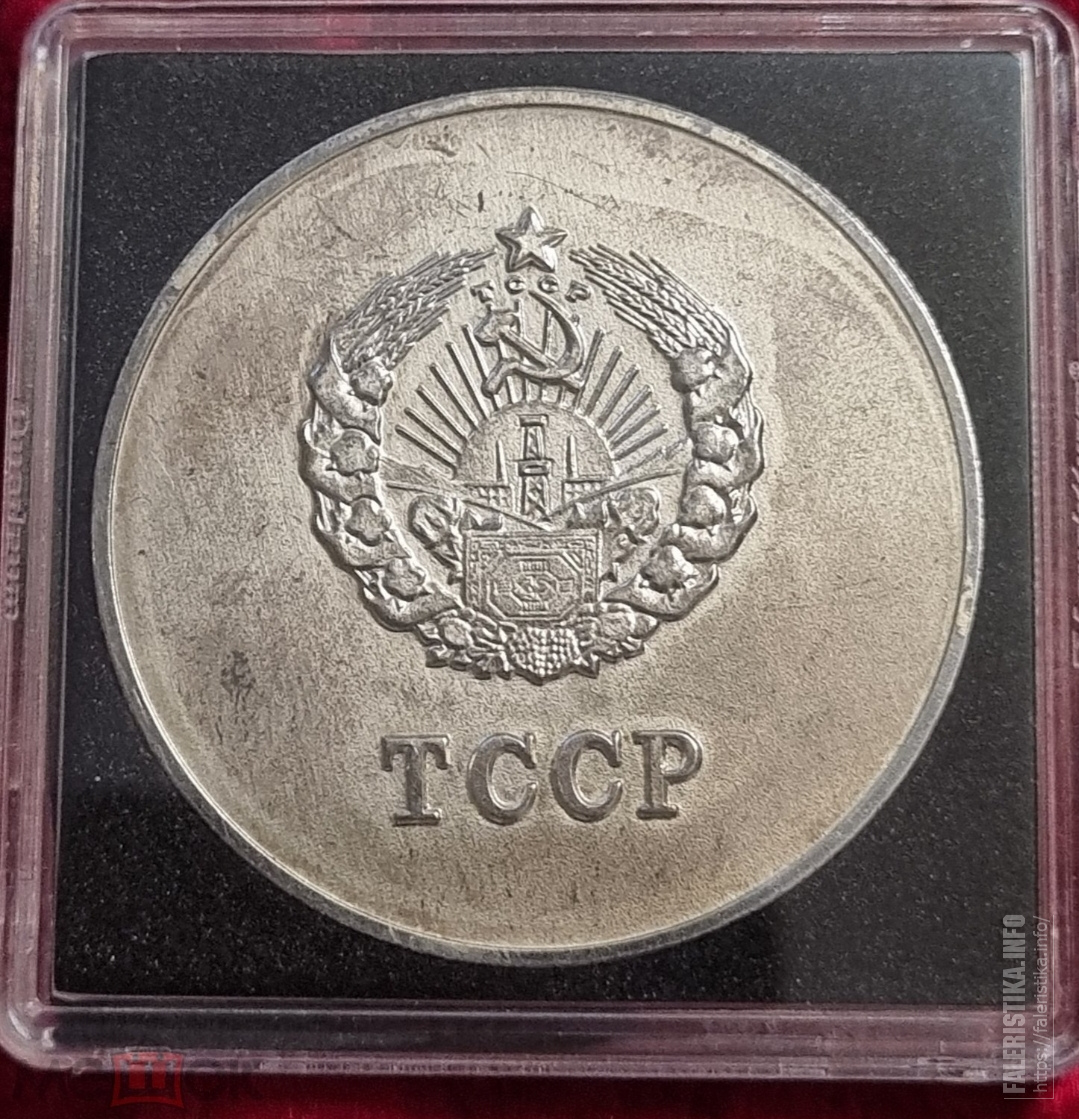 ТССР
ТССР
FALERISTIKA.INFO
https://faleristika.info/